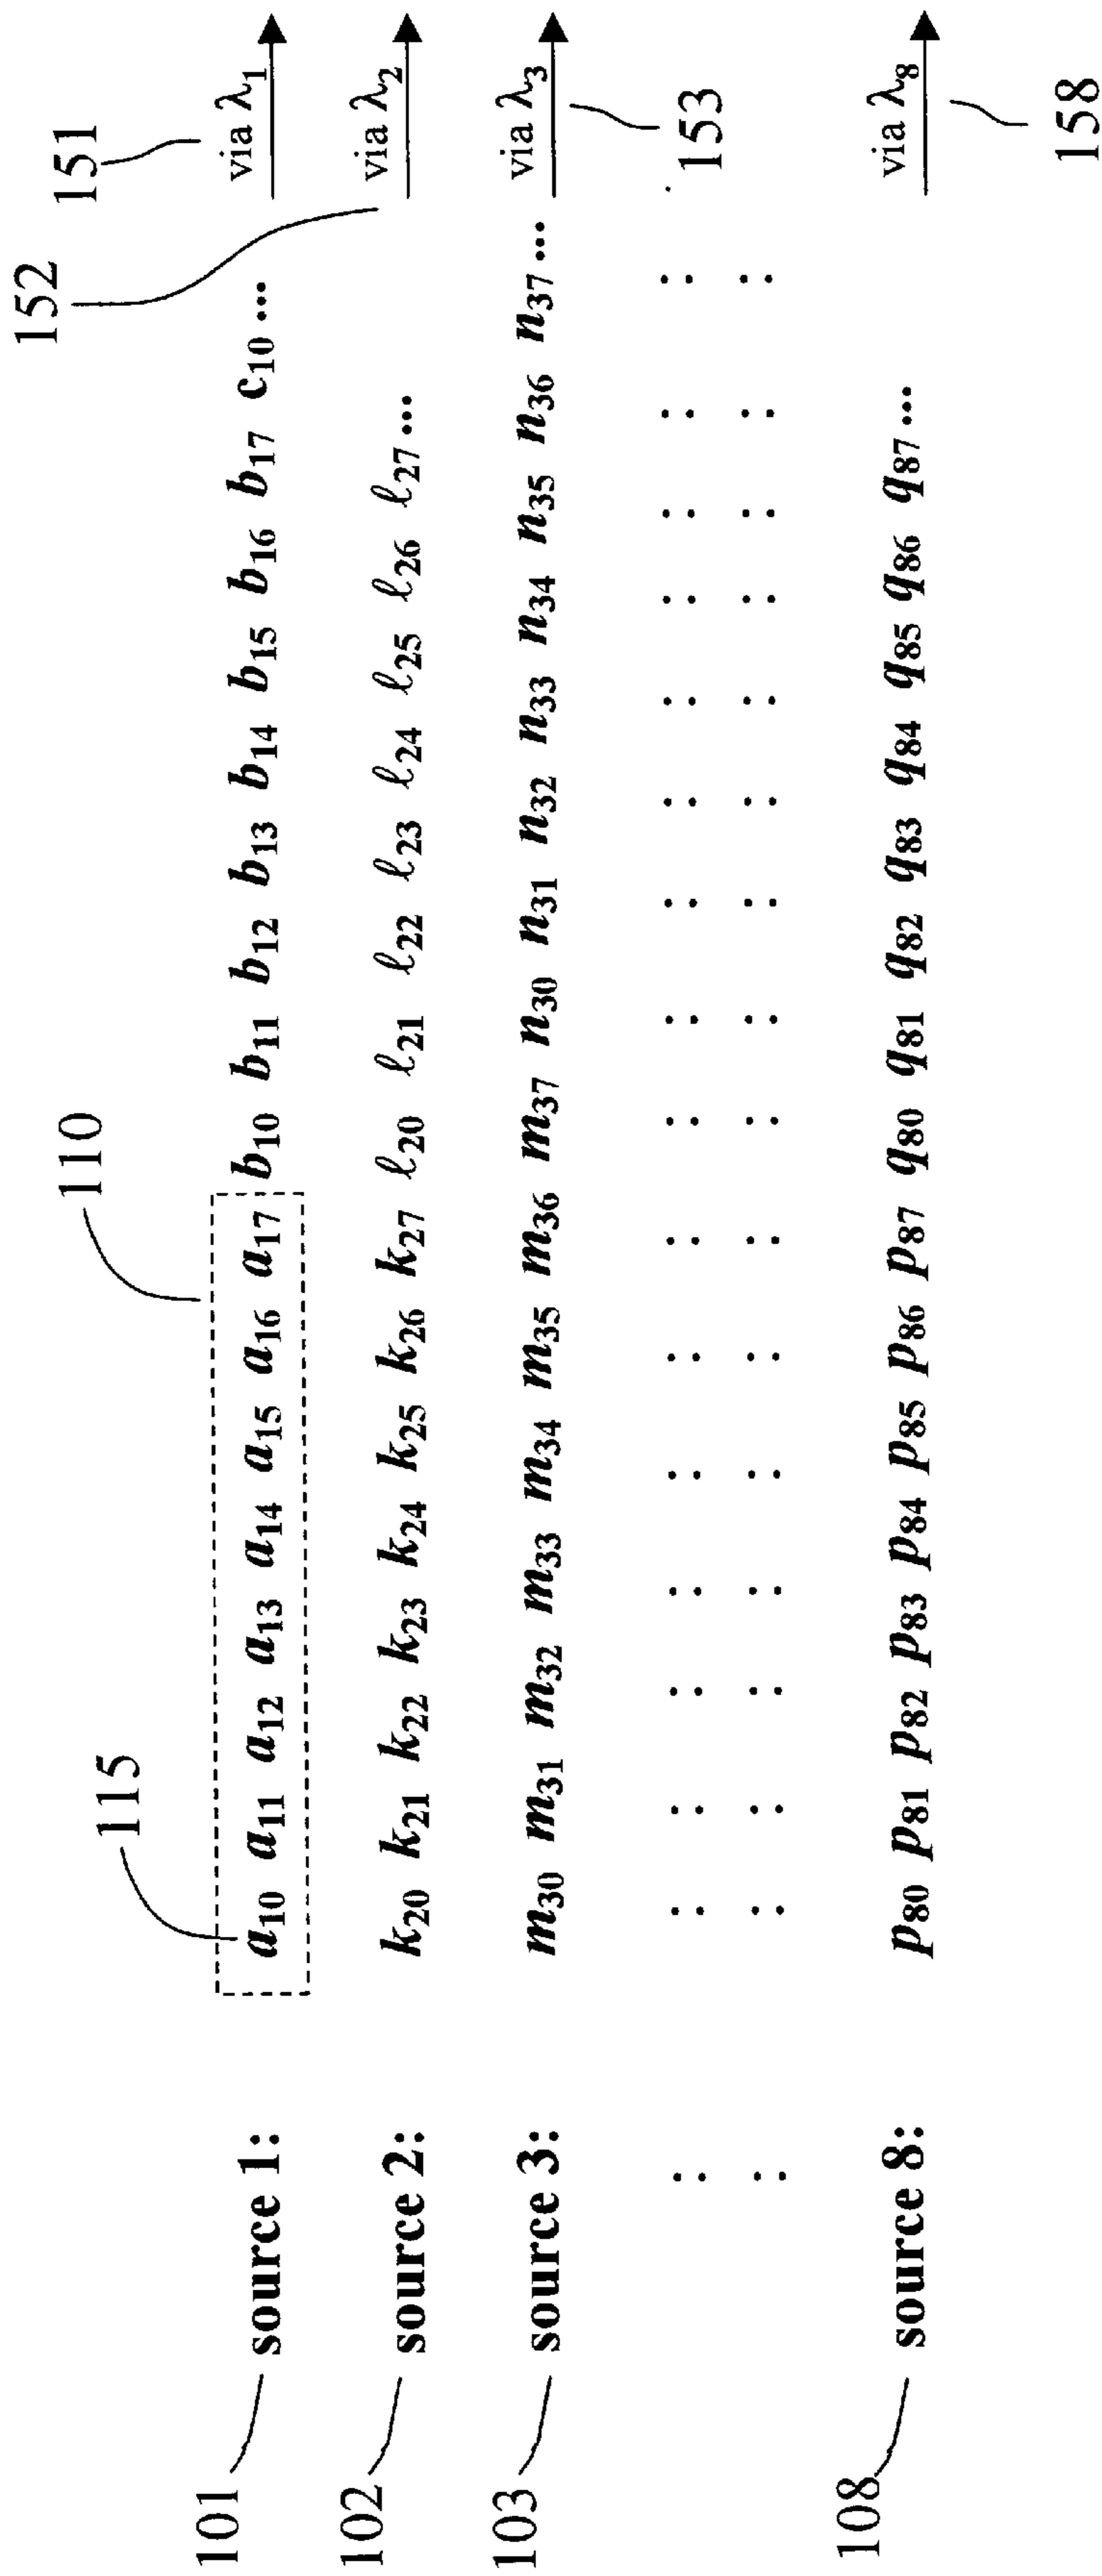 152
151
110
115
101 source 1: a10 a11 a12 a13 a14 a15 a16 a17 b10 b11 b12 b13 b14 b15 b16 b17 c10 ... via λ1
102 source 2: k20 k21 k22 k23 k24 k25 k26 k27 ℓ20 ℓ21 ℓ22 ℓ23 ℓ24 ℓ25 ℓ26 ℓ27 ... via λ2
103 source 3: m30 m31 m32 m33 m34 m35 m36 m37 n30 n31 n32 n33 n34 n35 n36 n37 ... via λ3
153
108 source 8: p80 p81 p82 p83 p84 p85 p86 p87 q80 q81 q82 q83 q84 q85 q86 q87 ... via λ8
158